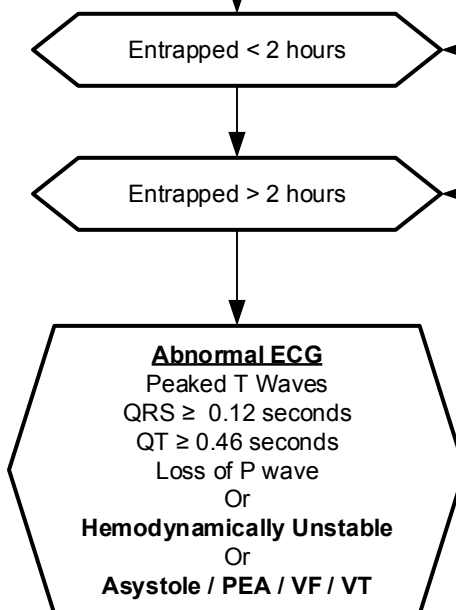 Entrapped < 2 hours
Entrapped > 2 hours
Abnormal ECG
Peaked T Waves
QRS ≥ 0.12 seconds
QT ≥ 0.46 seconds
Loss of P wave
Or
Hemodynamically Unstable
Or
Asystole / PEA / VF / VT